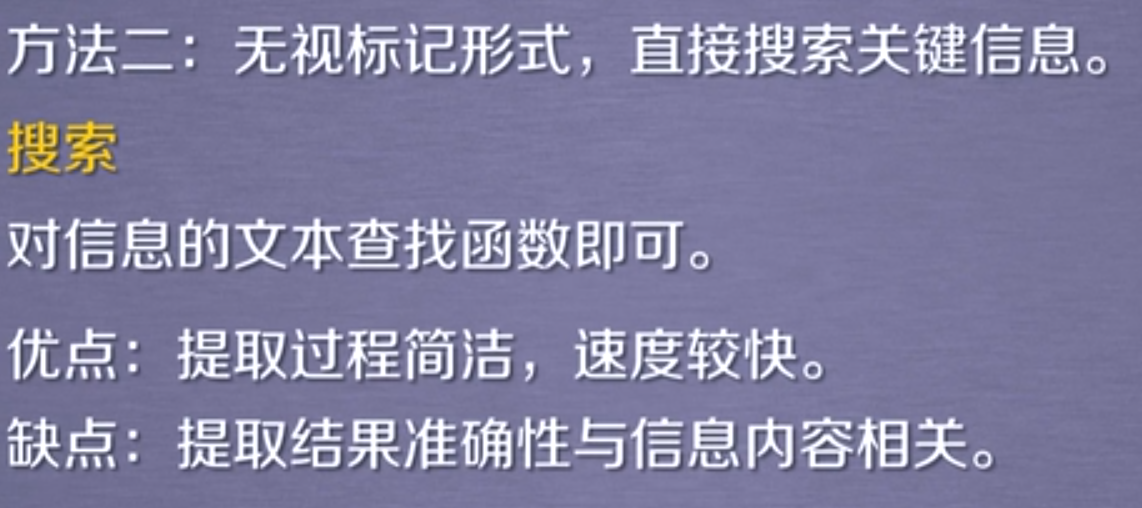 方法二：无视标记形式，直接搜索关键信息。
搜索
对信息的文本查找函数即可。
优点：提取过程简洁，速度较快。
缺点：提取结果准确性与信息内容相关。